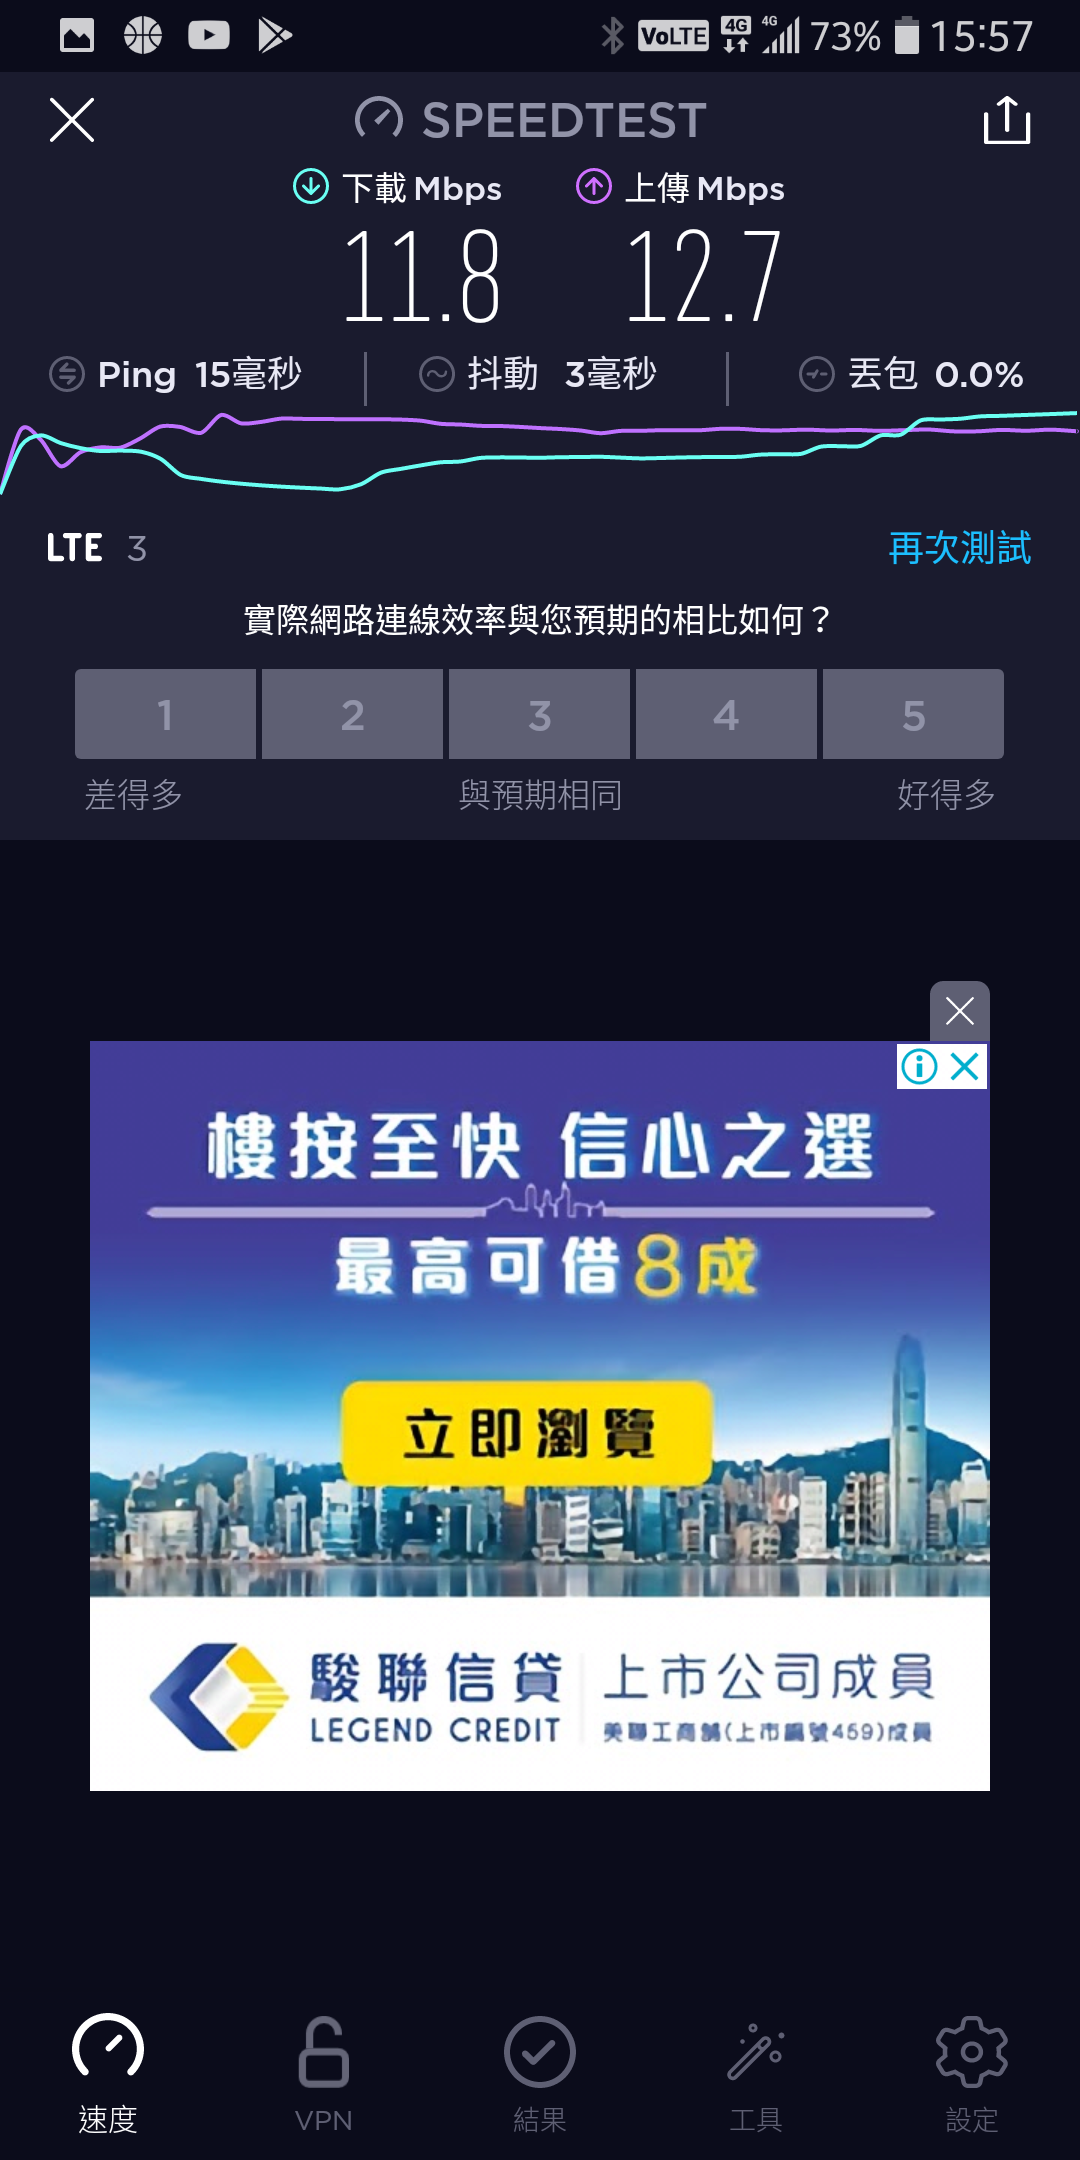 VoLTE 4G 4G 73% 15:57
SPEEDTEST
下載 Mbps 上傳 Mbps
11.8 12.7
Ping 15毫秒 抖動 3毫秒 丟包 0.0%
LTE 3 再次測試
實際網路連線效率與您預期的相比如何？
1 2 3 4 5
差得多 與預期相同 好得多
樓按至快 信心之選
最高可借8成
立即瀏覽
駿聯信貸 上市公司成員
LEGEND CREDIT 美聯工商舖(上市編號459)成員
速度 VPN 結果 工具 設定